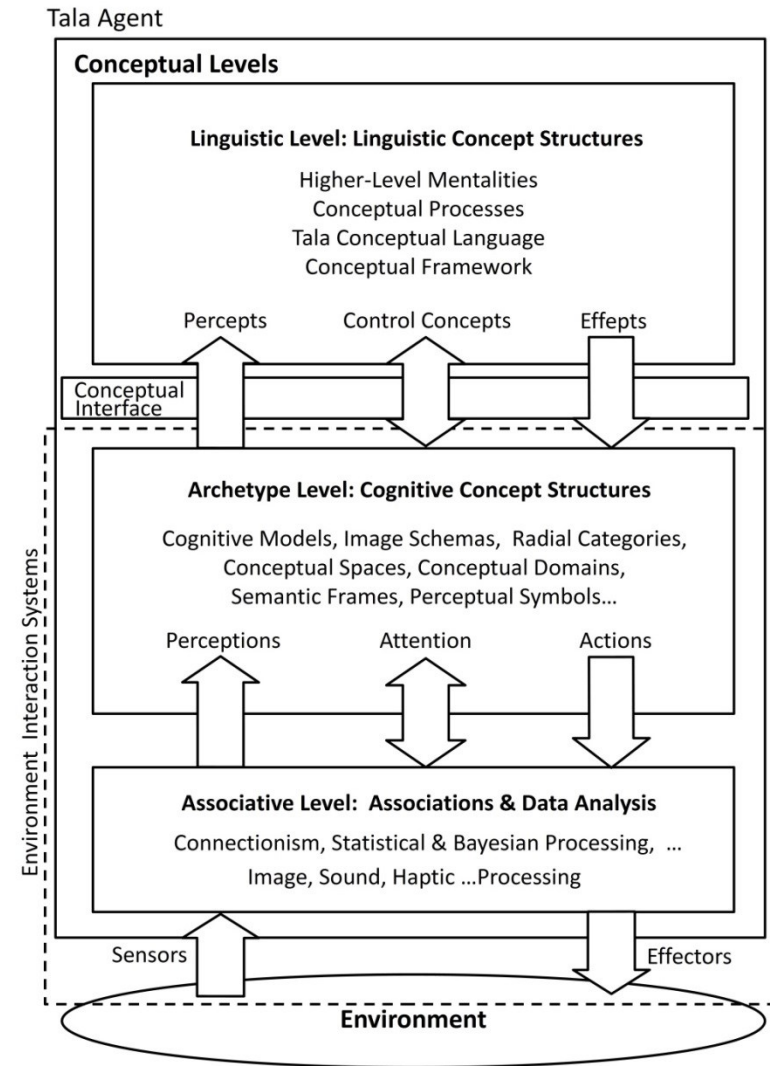 Tala Agent
Conceptual Levels
Linguistic Level: Linguistic Concept Structures
Higher-Level Mentalities
Conceptual Processes
Tala Conceptual Language
Conceptual Framework
Percepts Control Concepts Effepts
Conceptual
Interface
Archetype Level: Cognitive Concept Structures
Cognitive Models, Image Schemas, Radial Categories,
Conceptual Spaces, Conceptual Domains,
Semantic Frames, Perceptual Symbols...
Perceptions Attention Actions
Environment Interaction Systems
Associative Level: Associations & Data Analysis
Connectionism, Statistical & Bayesian Processing, ...
Image, Sound, Haptic ...Processing
Sensors Effectors
Environment